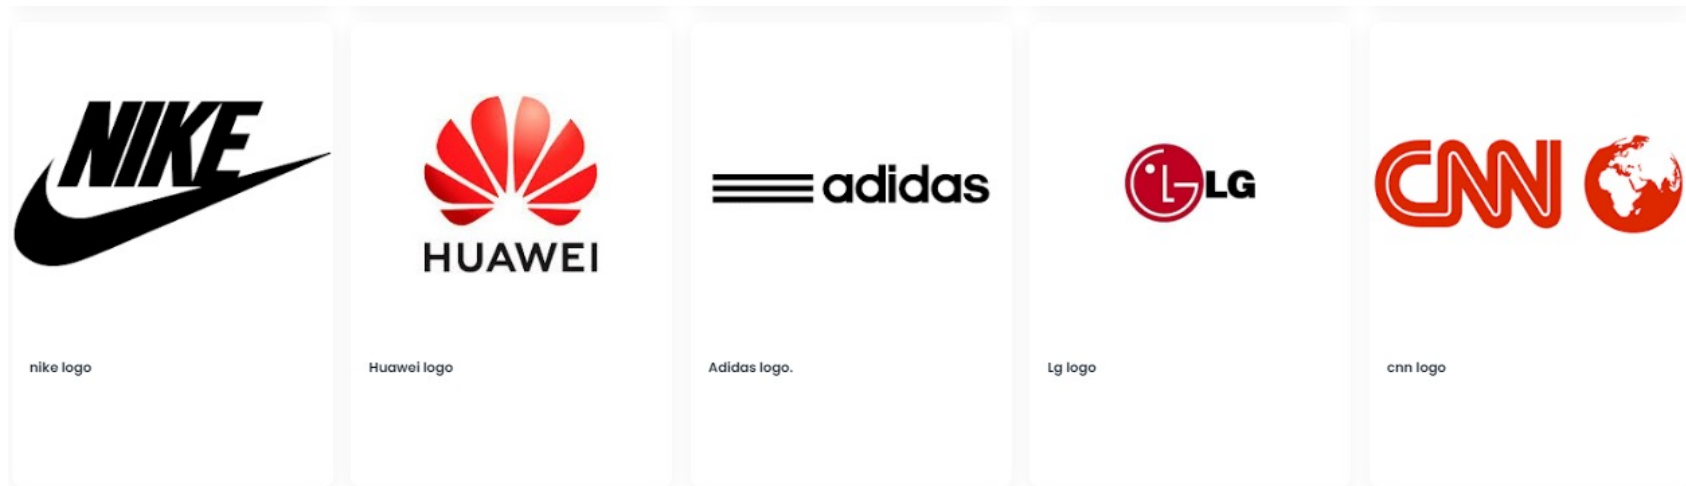 NIKE
HUAWEI
adidas
LG
CNN
nike logo
Huawei logo
Adidas logo.
Lg logo
cnn logo